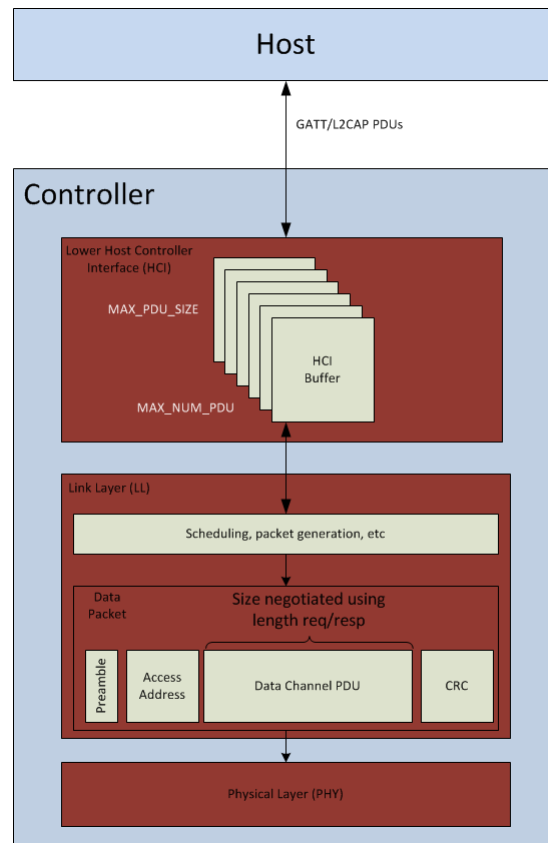 Host
GATT/L2CAP PDUs
Controller
Lower Host Controller
Interface (HCI)
MAX_PDU_SIZE
HCI
Buffer
MAX_NUM_PDU
Link Layer (LL)
Scheduling, packet generation, etc
Data
Packet
Size negotiated using
length req/resp
Preamble
Access
Address
Data Channel PDU
CRC
Physical Layer (PHY)